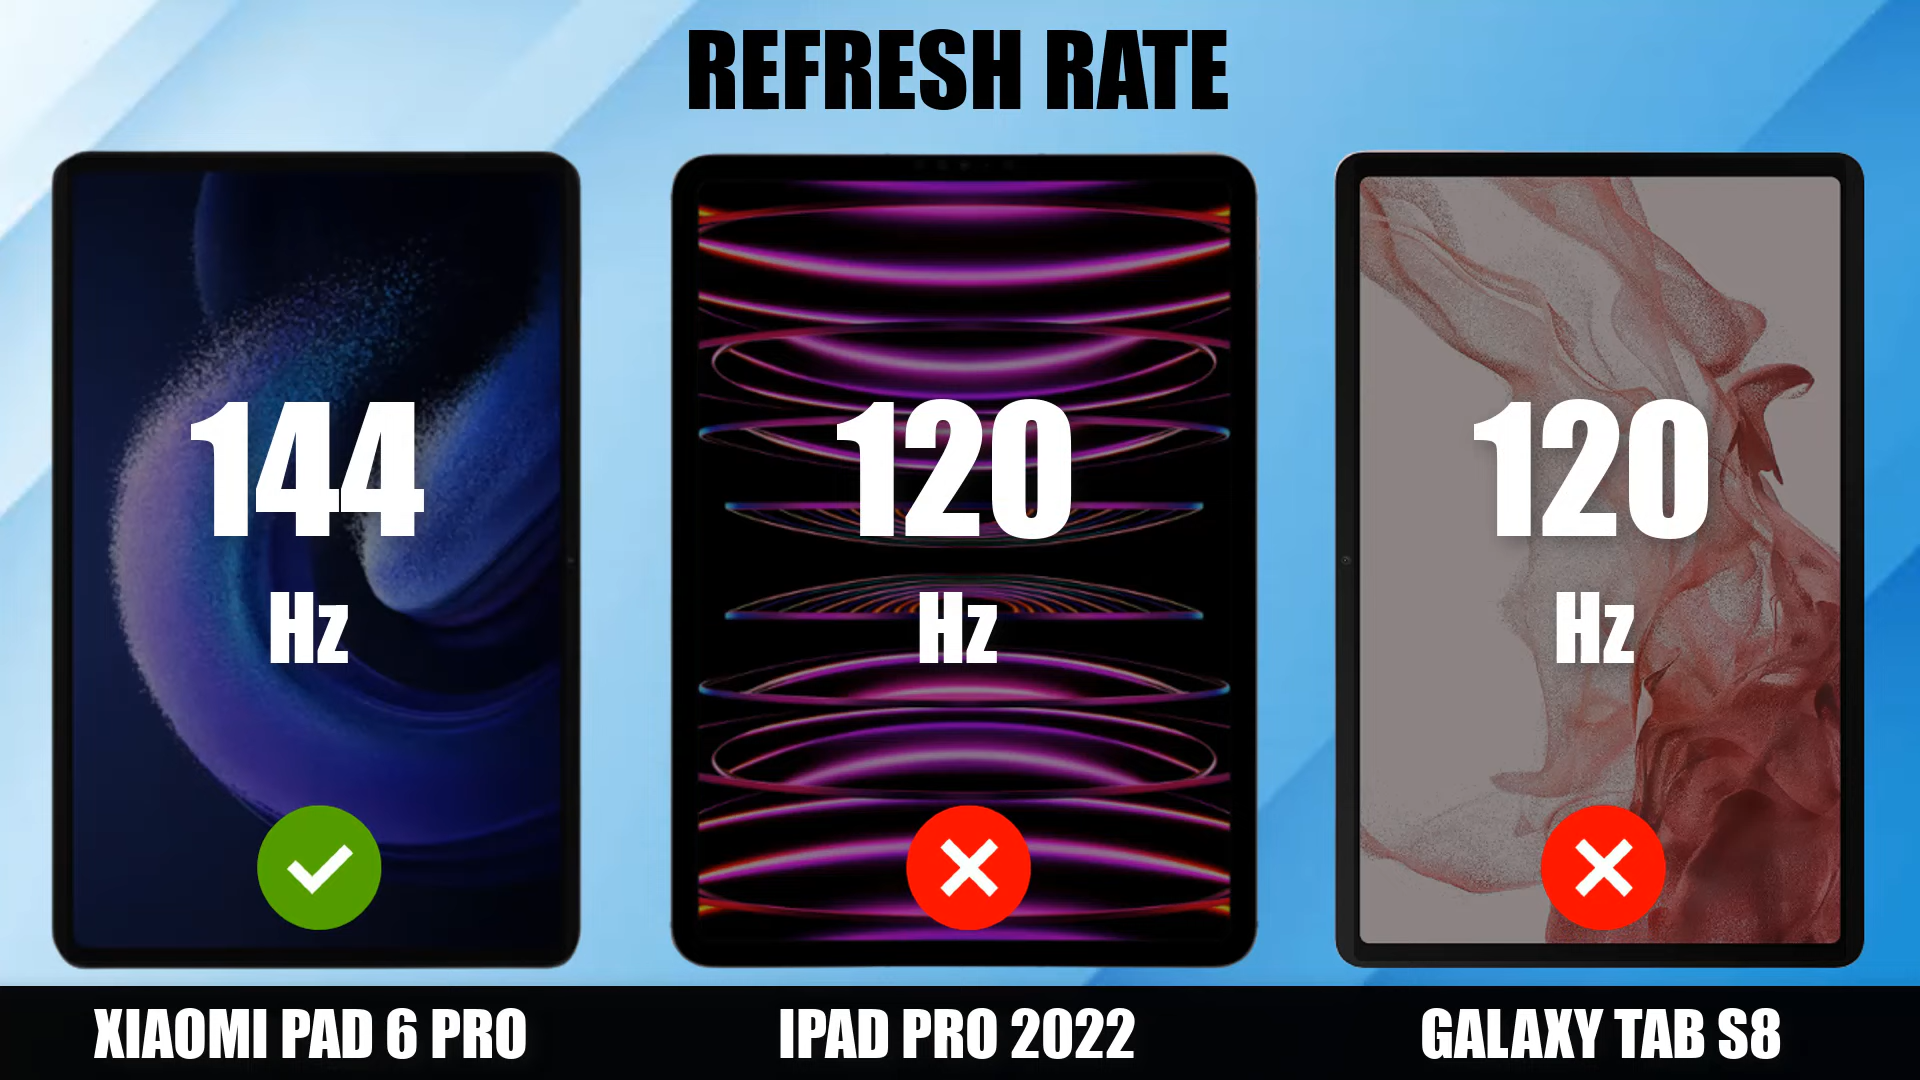 REFRESH RATE
144
Hz
120
Hz
120
Hz
XIAOMI PAD 6 PRO
IPAD PRO 2022
GALAXY TAB S8